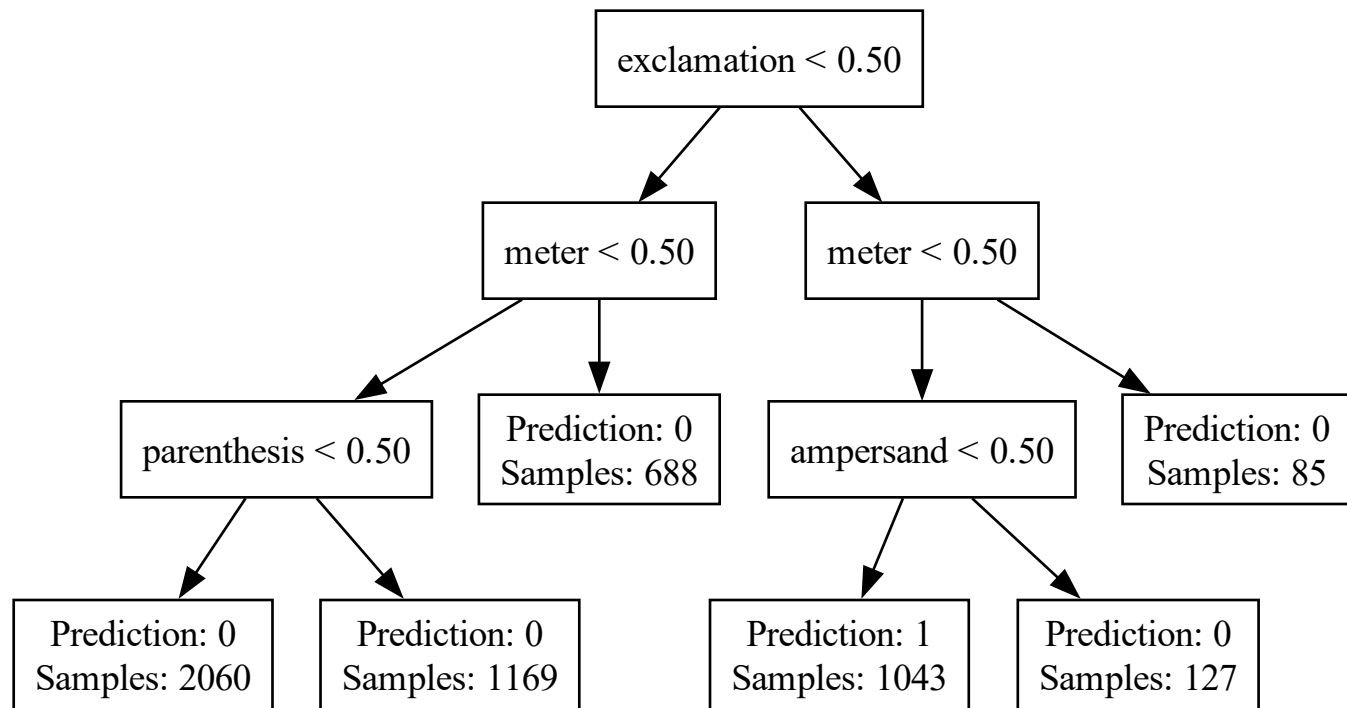 exclamation < 0.50
meter < 0.50
meter < 0.50
parenthesis < 0.50
Prediction: 0
Samples: 688
ampersand < 0.50
Prediction: 0
Samples: 85
Prediction: 0
Samples: 2060
Prediction: 0
Samples: 1169
Prediction: 1
Samples: 1043
Prediction: 0
Samples: 127